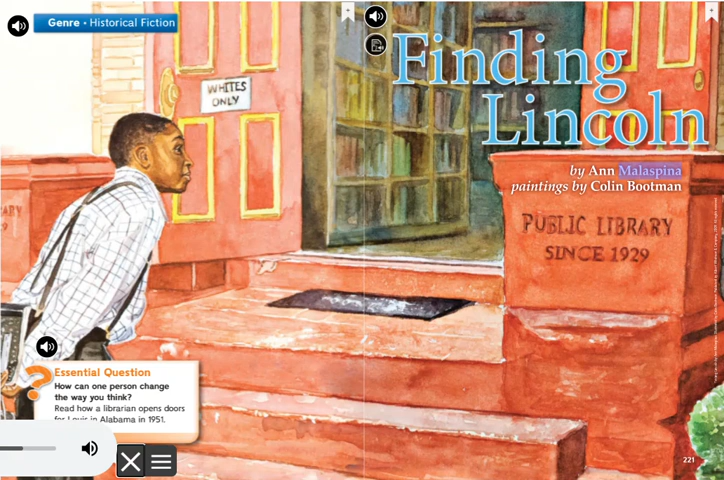 Genre • Historical Fiction
WHITES
ONLY
Finding
Lincoln
by Ann Malaspina
paintings by Colin Bootman
PUBLIC LIBRARY
SINCE 1929
Essential Question
How can one person change
the way you think?
Read how a librarian opens doors
for Louis in Alabama in 1951.
221